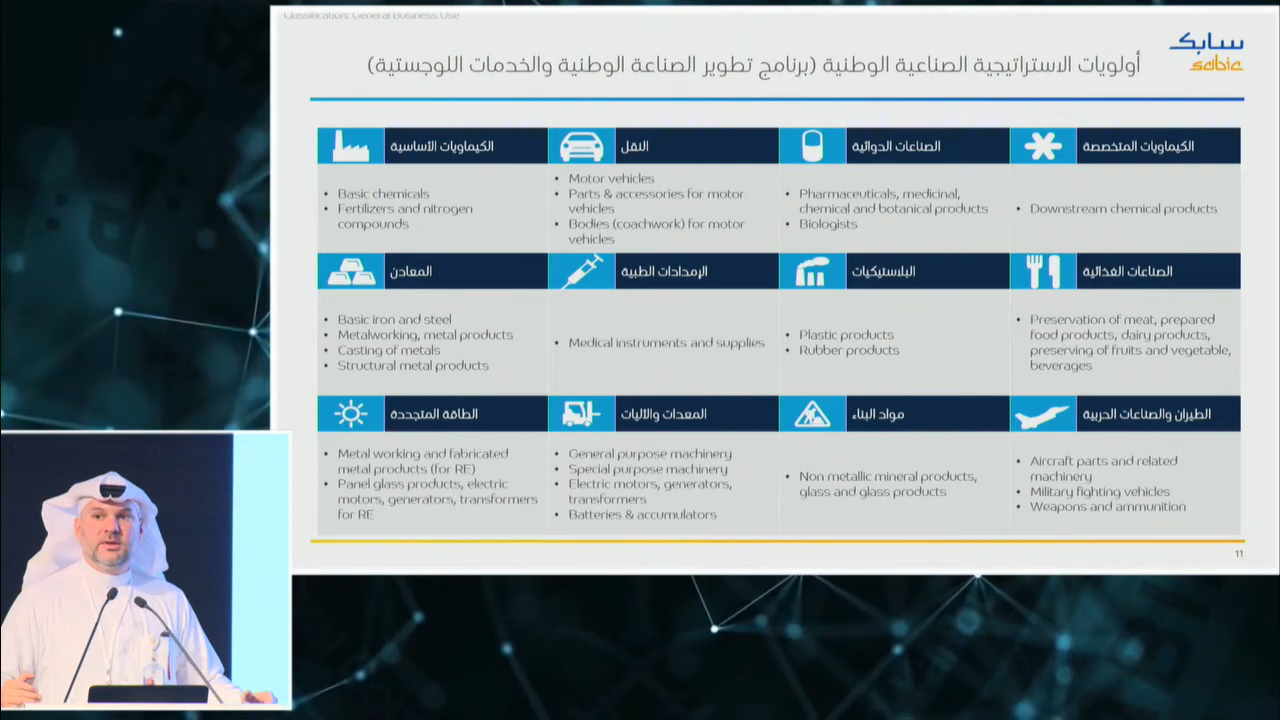 Classification: General Business Use
سابك
sabic
أولويات الاستراتيجية الصناعية الوطنية (برنامج تطوير الصناعة الوطنية والخدمات اللوجستية)
الكيماويات الأساسية
• Basic chemicals
• Fertilizers and nitrogen
compounds
النقل
• Motor vehicles
• Parts & accessories for motor
vehicles
• Bodies (coachwork) for motor
vehicles
الصناعات الدوائية
• Pharmaceuticals, medicinal,
chemical and botanical products
• Biologists
الكيماويات المتخصصة
• Downstream chemical products
المعادن
• Basic iron and steel
• Metalworking, metal products
• Casting of metals
• Structural metal products
الإمدادات الطبية
• Medical instruments and supplies
البلاستيكيات
• Plastic products
• Rubber products
الصناعات الغذائية
• Preservation of meat, prepared
food products, dairy products,
preserving of fruits and vegetable,
beverages
الطاقة المتجددة
• Metal working and fabricated
metal products (for RE)
• Panel glass products, electric
motors, generators, transformers
for RE
المعدات والآليات
• General purpose machinery
• Special purpose machinery
• Electric motors, generators,
transformers
• Batteries & accumulators
مواد البناء
• Non metallic mineral products,
glass and glass products
الطيران والصناعات الحربية
• Aircraft parts and related
machinery
• Military fighting vehicles
• Weapons and ammunition
11